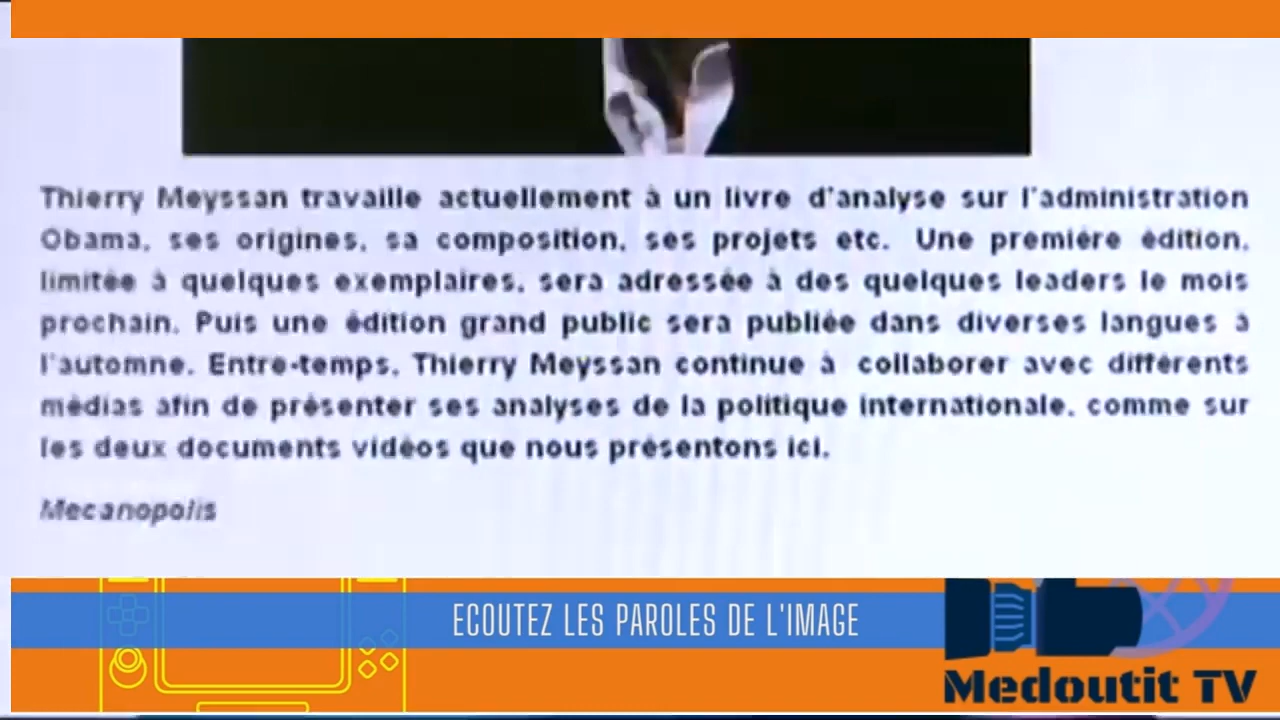 Thierry Meyssan travaille actuellement à un livre d'analyse sur l'administration
Obama, ses origines, sa composition, ses projets etc. Une première édition,
limitée à quelques exemplaires, sera adressée à des quelques leaders le mois
prochain. Puis une édition grand public sera publiée dans diverses langues à
l'automne. Entre-temps, Thierry Meyssan continue à collaborer avec différents
médias afin de présenter ses analyses de la politique internationale, comme sur
les deux documents vidéos que nous présentons ici.
Mecanopolis
ECOUTEZ LES PAROLES DE L'IMAGE
Medoutit TV